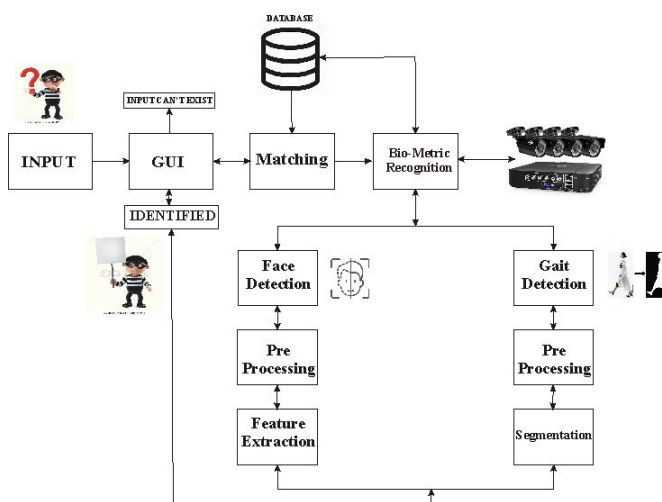 DATABASE
INPUT CAN'T EXIST
INPUT
GUI
Matching
Bio-Metric
Recognition
IDENTIFIED
Face
Detection
Gait
Detection
Pre
Processing
Pre
Processing
Feature
Extraction
Segmentation